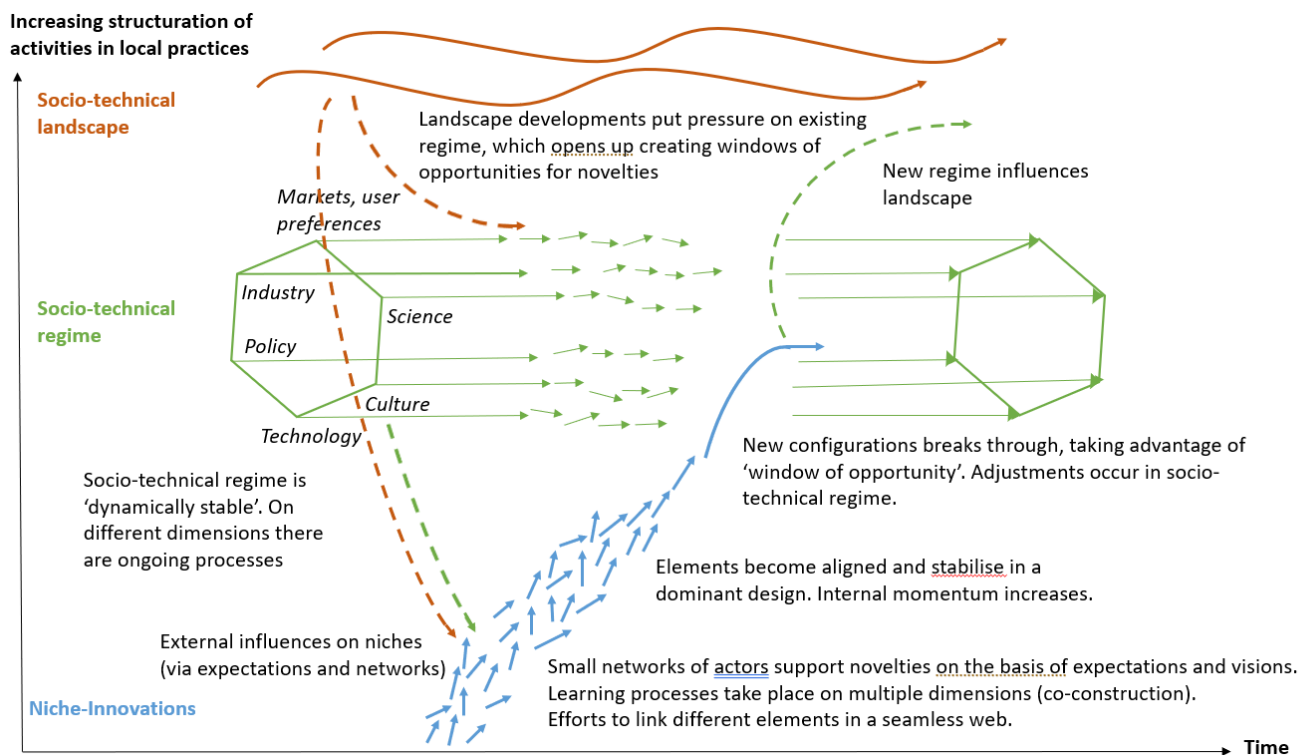 Increasing structuration of
activities in local practices
Socio-technical
landscape
Landscape developments put pressure on existing
regime, which opens up creating windows of
opportunities for novelties
New regime influences
landscape
Markets, user
preferences
Industry
Science
Socio-technical
regime
Policy
Culture
Technology
New configurations breaks through, taking advantage of
‘window of opportunity’. Adjustments occur in socio-
technical regime.
Socio-technical regime is
‘dynamically stable’. On
different dimensions there
are ongoing processes
Elements become aligned and stabilise in a
dominant design. Internal momentum increases.
External influences on niches
(via expectations and networks)
Small networks of actors support novelties on the basis of expectations and visions.
Learning processes take place on multiple dimensions (co-construction).
Efforts to link different elements in a seamless web.
Niche-Innovations
Time